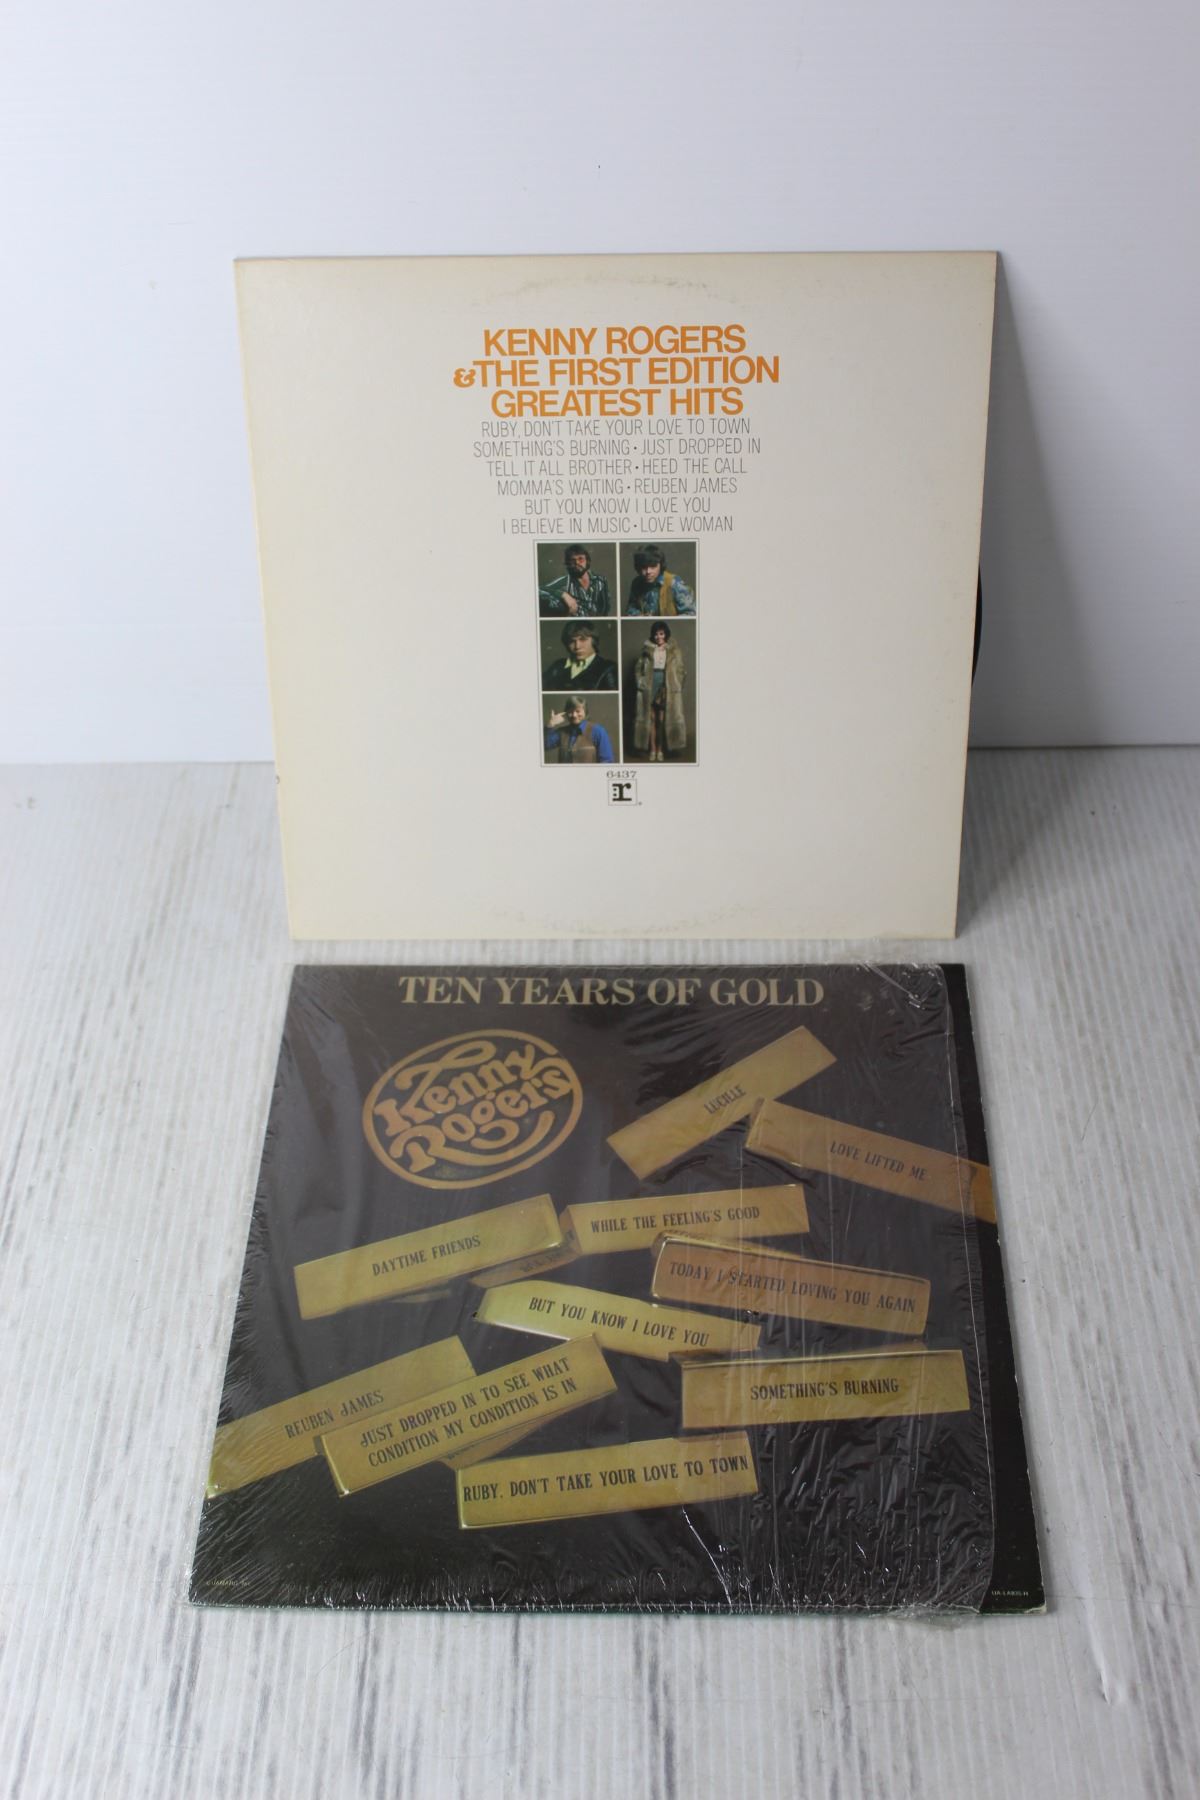 KENNY ROGERS
& THE FIRST EDITION
GREATEST HITS
RUBY, DON'T TAKE YOUR LOVE TO TOWN
SOMETHING'S BURNING • JUST DROPPED IN
TELL IT ALL BROTHER • HEED THE CALL
MOMMA'S WAITING • REUBEN JAMES
BUT YOU KNOW I LOVE YOU
I BELIEVE IN MUSIC • LOVE WOMAN
6437
:r
TEN YEARS OF GOLD
Kenny
Rogers
LUCILLE
LOVE LIFTED ME
WHILE THE FEELING'S GOOD
DAYTIME FRIENDS
TODAY I STARTED LOVING YOU AGAIN
BUT YOU KNOW I LOVE YOU
REUBEN JAMES
JUST DROPPED IN TO SEE WHAT
CONDITION MY CONDITION IS IN
SOMETHING'S BURNING
RUBY, DON'T TAKE YOUR LOVE TO TOWN
UA-LA835-H